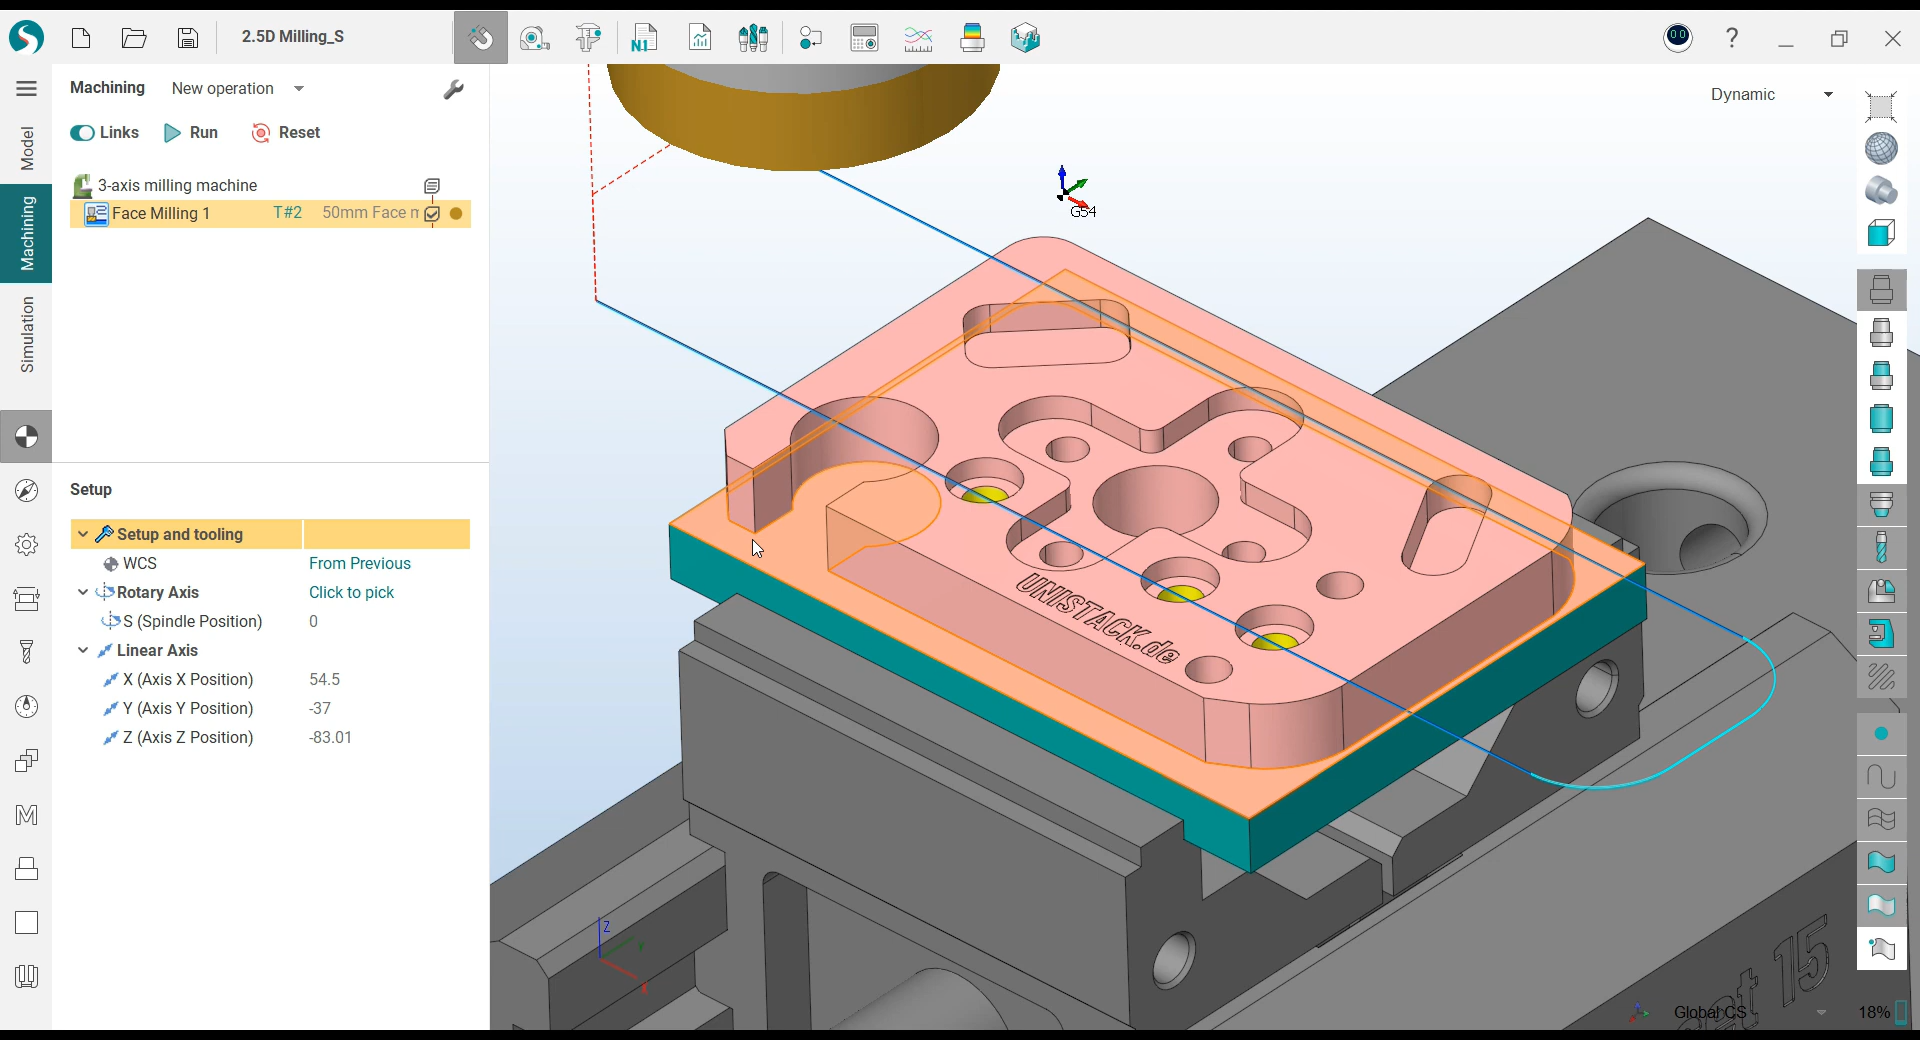 2.5D Milling_S
N1
Machining
New operation
Dynamic
Links
Run
Reset
Model
3-axis milling machine
Face Milling 1
T#2
50mm Face m
Machining
G54
Simulation
Setup
Setup and tooling
WCS
From Previous
Rotary Axis
Click to pick
S (Spindle Position)
0
Linear Axis
X (Axis X Position)
54.5
Y (Axis Y Position)
-37
Z (Axis Z Position)
-83.01
UNISTACK.de
M
Z
Y
X
15
Global CS
18%